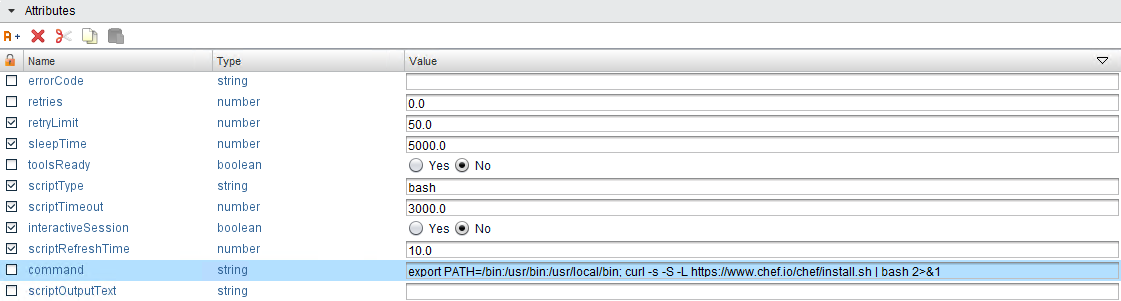 Attributes
A+
Name Type Value
errorCode string
retries number 0.0
retryLimit number 50.0
sleepTime number 5000.0
toolsReady boolean Yes No
scriptType string bash
scriptTimeout number 3000.0
interactiveSession boolean Yes No
scriptRefreshTime number 10.0
command string export PATH=/bin:/usr/bin:/usr/local/bin; curl -s -S -L https://www.chef.io/chef/install.sh | bash 2>&1
scriptOutputText string